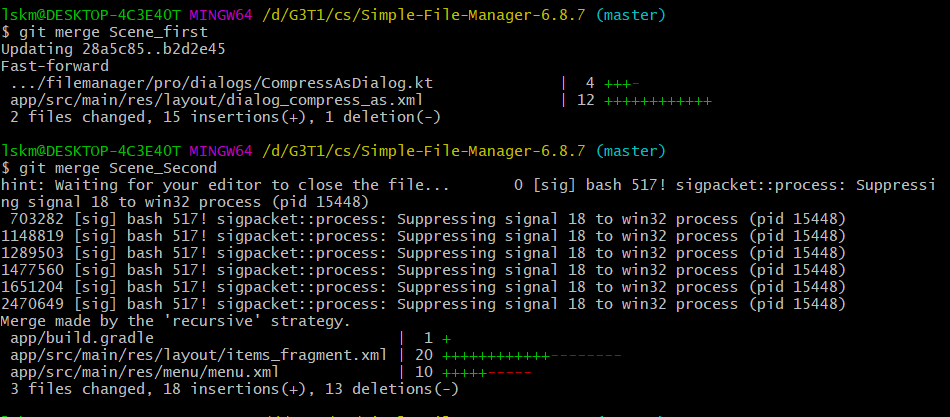 lskm@DESKTOP-4C3E4OT MINGW64 /d/G3T1/cs/Simple-File-Manager-6.8.7 (master)
$ git merge Scene_first
Updating 28a5c85..b2d2e45
Fast-forward
 .../filemanager/pro/dialogs/CompressAsDialog.kt               |  4 +++-
 app/src/main/res/layout/dialog_compress_as.xml                | 12 ++++++++++++
 2 files changed, 15 insertions(+), 1 deletion(-)
lskm@DESKTOP-4C3E4OT MINGW64 /d/G3T1/cs/Simple-File-Manager-6.8.7 (master)
$ git merge Scene_Second
hint: Waiting for your editor to close the file...      0 [sig] bash 517! sigpacket::process: Suppressi
ng signal 18 to win32 process (pid 15448)
 703282 [sig] bash 517! sigpacket::process: Suppressing signal 18 to win32 process (pid 15448)
1148819 [sig] bash 517! sigpacket::process: Suppressing signal 18 to win32 process (pid 15448)
1289503 [sig] bash 517! sigpacket::process: Suppressing signal 18 to win32 process (pid 15448)
1477560 [sig] bash 517! sigpacket::process: Suppressing signal 18 to win32 process (pid 15448)
1651204 [sig] bash 517! sigpacket::process: Suppressing signal 18 to win32 process (pid 15448)
2470649 [sig] bash 517! sigpacket::process: Suppressing signal 18 to win32 process (pid 15448)
Merge made by the 'recursive' strategy.
 app/build.gradle                            |  1 +
 app/src/main/res/layout/items_fragment.xml | 20 ++++++++++++--------
 app/src/main/res/menu/menu.xml              | 10 +++++-----
 3 files changed, 18 insertions(+), 13 deletions(-)